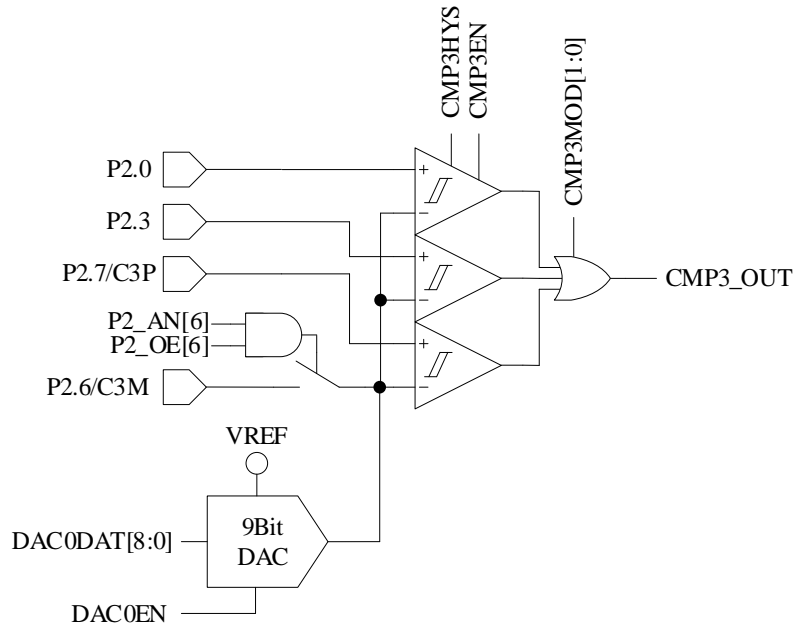 CMP3HYS
CMP3EN
CMP3MOD[1:0]
P2.0
+
−
P2.3
+
P2.7/C3P
−
CMP3_OUT
P2_AN[6]
P2_OE[6]
+
P2.6/C3M
−
VREF
9Bit
DAC
DAC0DAT[8:0]
DAC0EN